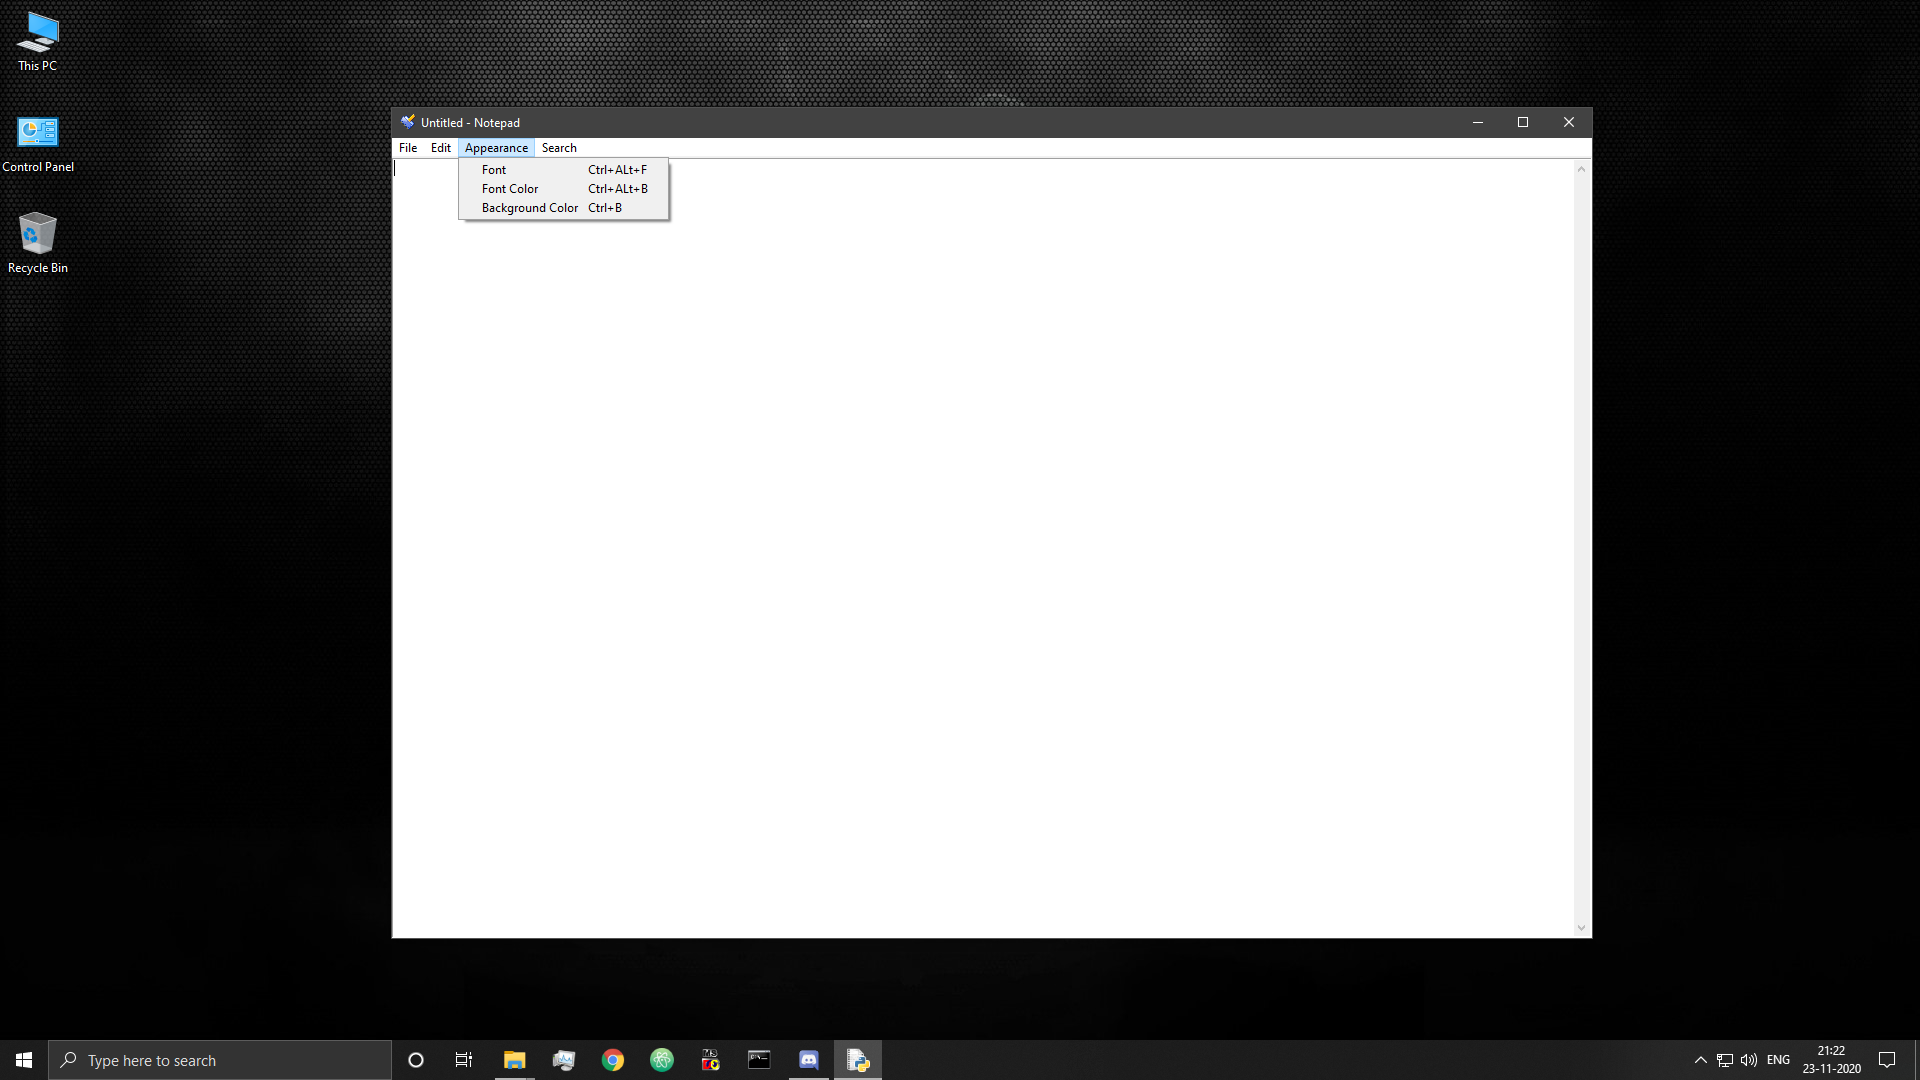 This PC
Control Panel
Recycle Bin
Untitled - Notepad
File Edit Appearance Search
Font Ctrl+ALt+F
Font Color Ctrl+ALt+B
Background Color Ctrl+B
Type here to search
ENG
21:22
23-11-2020